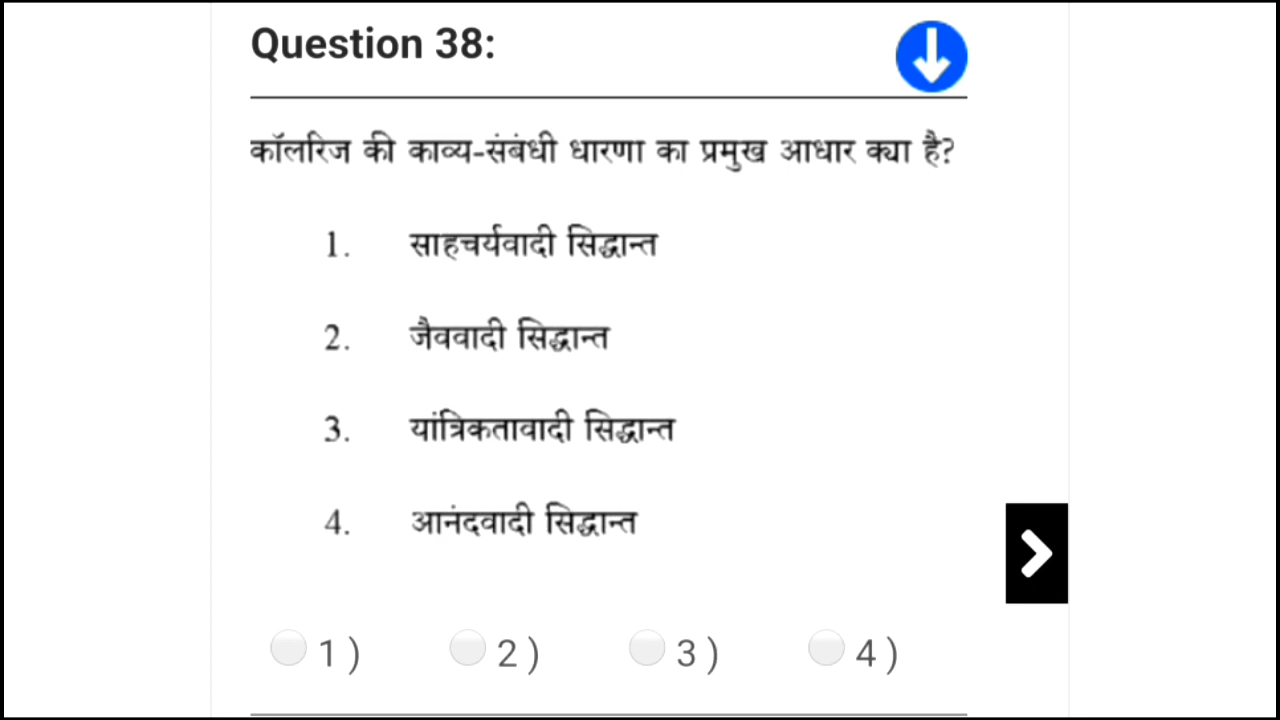 Question 38:
कॉलरिज की काव्य-संबंधी धारणा का प्रमुख आधार क्या है?
1. साहचर्यवादी सिद्धान्त
2. जैववादी सिद्धान्त
3. यांत्रिकतावादी सिद्धान्त
4. आनंदवादी सिद्धान्त
1 ) 2 ) 3 ) 4 )